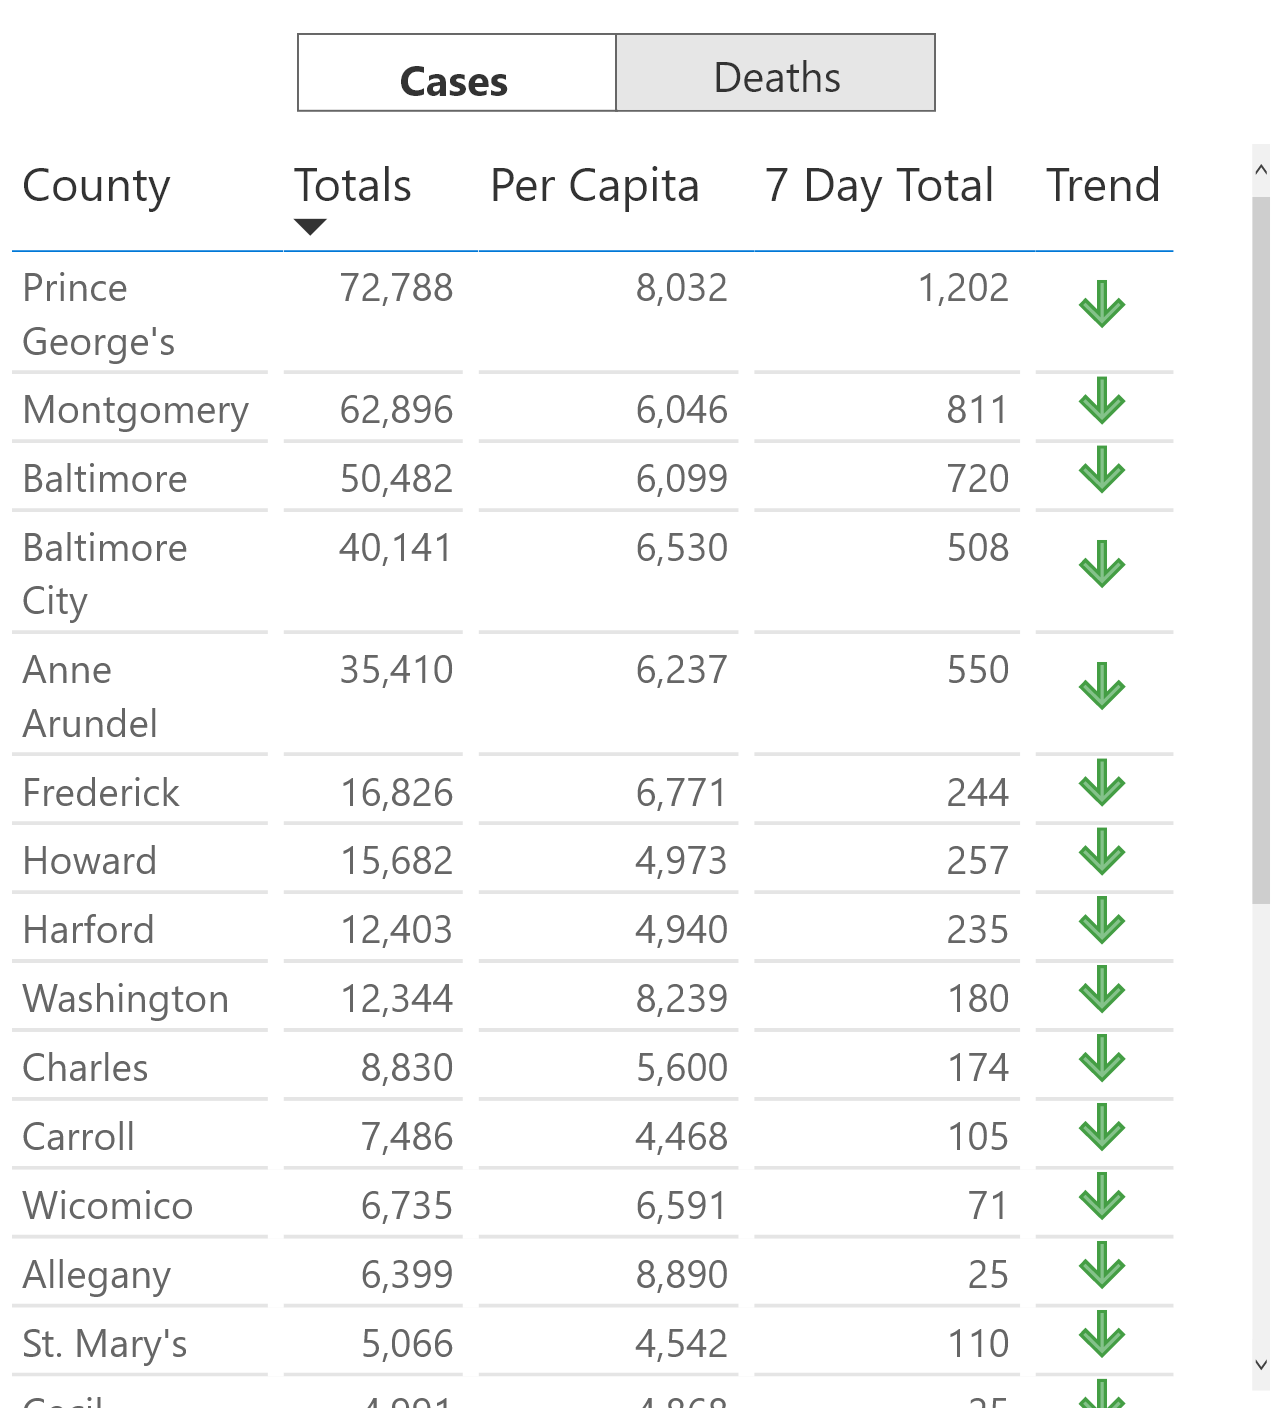 Cases Deaths
County Totals Per Capita 7 Day Total Trend
Prince 72,788 8,032 1,202
George's
Montgomery 62,896 6,046 811
Baltimore 50,482 6,099 720
Baltimore 40,141 6,530 508
City
Anne 35,410 6,237 550
Arundel
Frederick 16,826 6,771 244
Howard 15,682 4,973 257
Harford 12,403 4,940 235
Washington 12,344 8,239 180
Charles 8,830 5,600 174
Carroll 7,486 4,468 105
Wicomico 6,735 6,591 71
Allegany 6,399 8,890 25
St. Mary's 5,066 4,542 110
Cecil